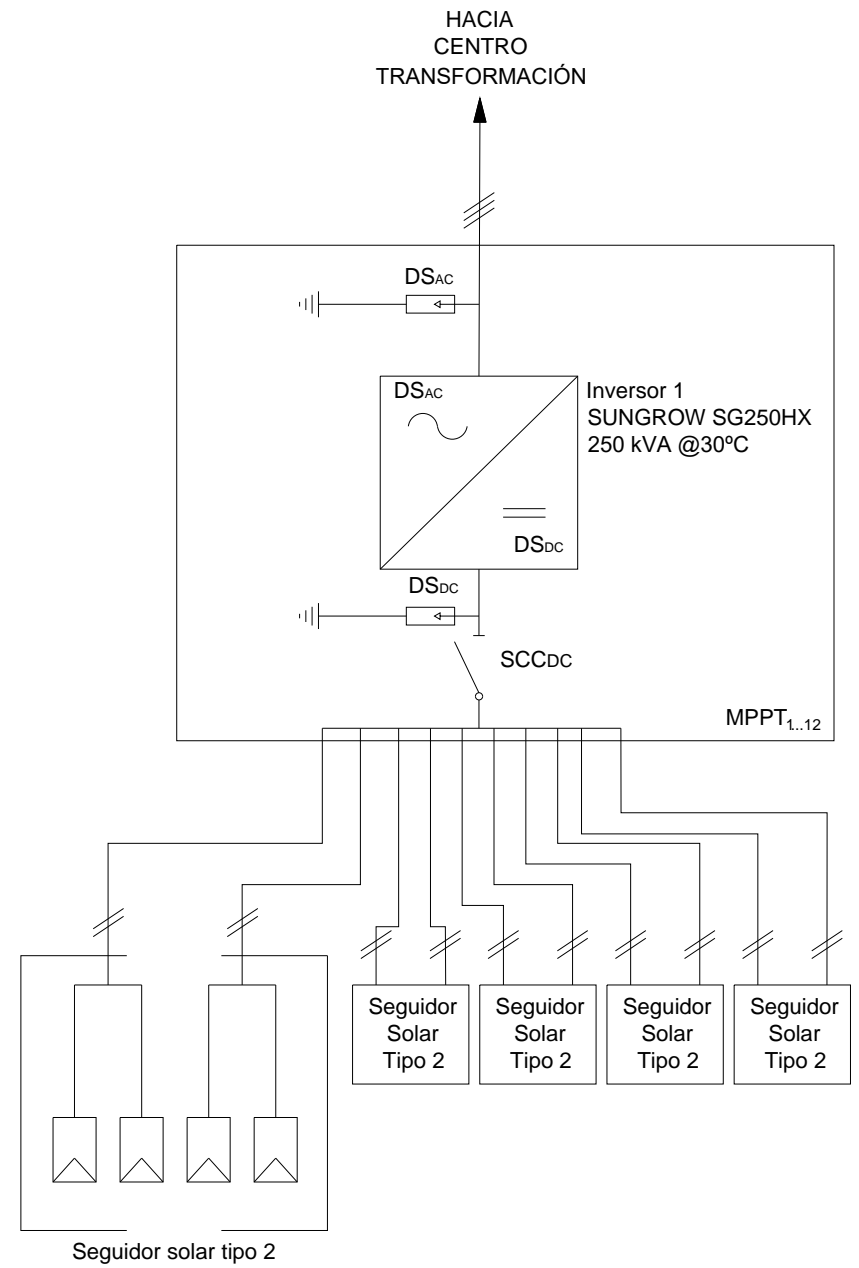 HACIA
CENTRO
TRANSFORMACIÓN
DSAC
DSAC
Inversor 1
SUNGROW SG250HX
250 kVA @30ºC
DSDC
DSDC
SCCDC
MPPT1...12
Seguidor
Solar
Tipo 2
Seguidor
Solar
Tipo 2
Seguidor
Solar
Tipo 2
Seguidor
Solar
Tipo 2
Seguidor solar tipo 2